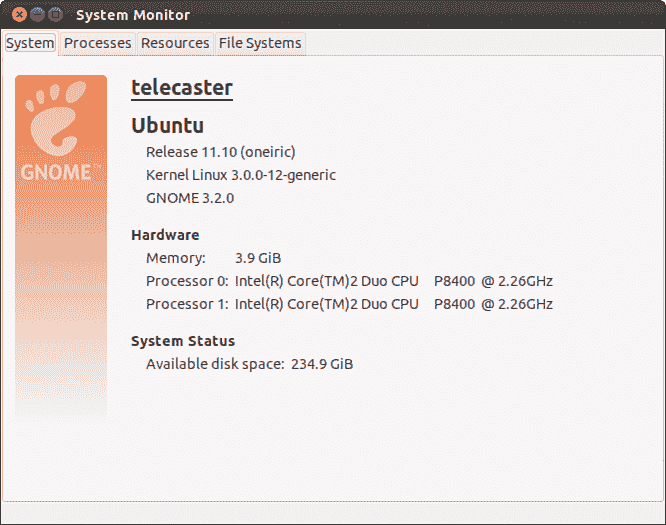 System Monitor
System Processes Resources File Systems
GNOME™
telecaster
Ubuntu
Release 11.10 (oneiric)
Kernel Linux 3.0.0-12-generic
GNOME 3.2.0
Hardware
Memory: 3.9 GiB
Processor 0: Intel(R) Core(TM)2 Duo CPU P8400 @ 2.26GHz
Processor 1: Intel(R) Core(TM)2 Duo CPU P8400 @ 2.26GHz
System Status
Available disk space: 234.9 GiB